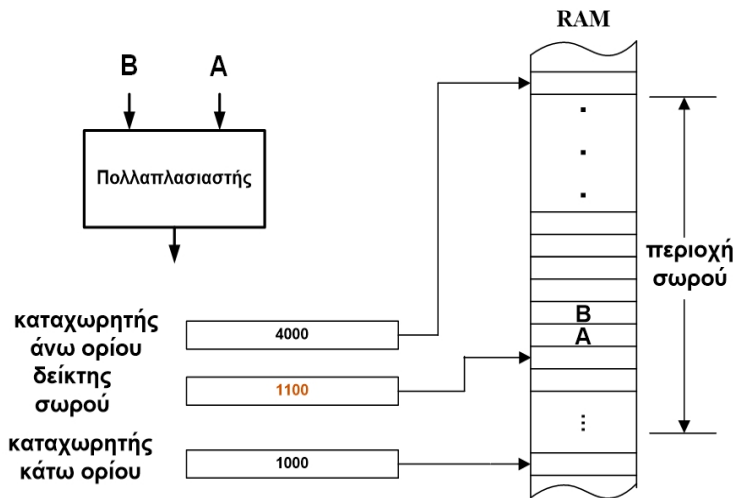 RAM
B A
Πολλαπλασιαστής
περιοχή
σωρού
B
A
καταχωρητής
άνω ορίου
4000
δείκτης
σωρού
1100
καταχωρητής
κάτω ορίου
1000